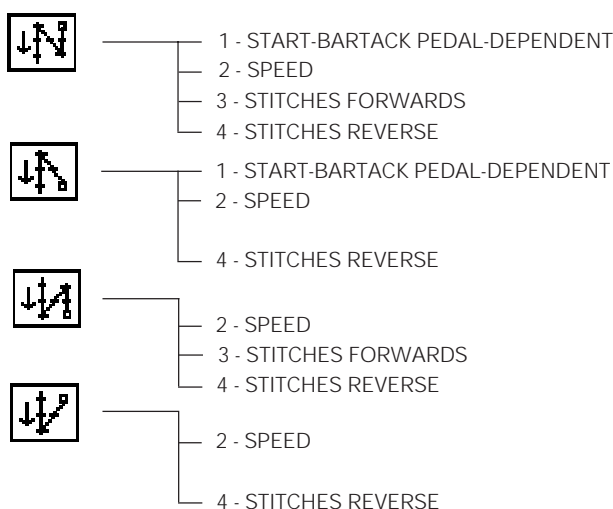 1 - START-BARTACK PEDAL-DEPENDENT
2 - SPEED
3 - STITCHES FORWARDS
4 - STITCHES REVERSE
1 - START-BARTACK PEDAL-DEPENDENT
2 - SPEED
4 - STITCHES REVERSE
2 - SPEED
3 - STITCHES FORWARDS
4 - STITCHES REVERSE
2 - SPEED
4 - STITCHES REVERSE